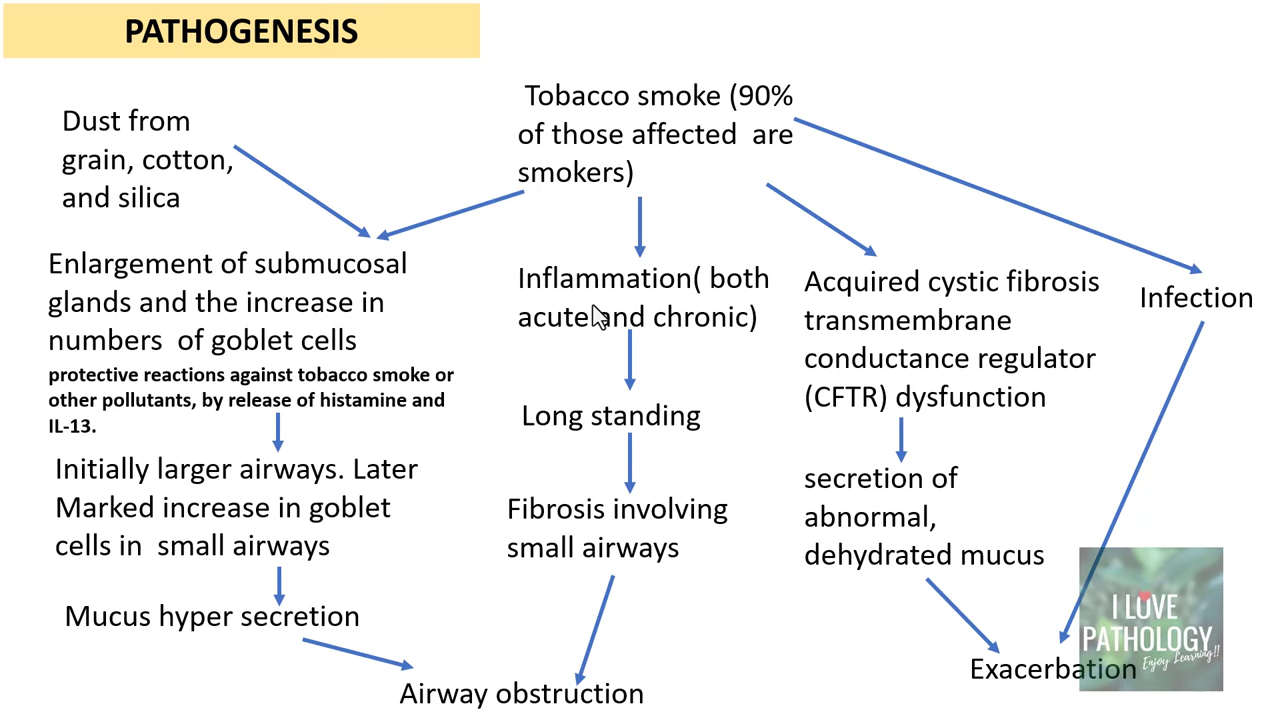 PATHOGENESIS
Tobacco smoke (90%
of those affected  are
smokers)
Dust from
grain, cotton,
and silica
Enlargement of submucosal
glands and the increase in
numbers  of goblet cells
protective reactions against tobacco smoke or
other pollutants, by release of histamine and
IL-13.
Initially larger airways. Later
Marked increase in goblet
cells in  small airways
Mucus hyper secretion
Inflammation( both
acute and chronic)
Long standing
Fibrosis involving
small airways
Airway obstruction
Acquired cystic fibrosis
transmembrane
conductance regulator
(CFTR) dysfunction
secretion of
abnormal,
dehydrated mucus
Infection
Exacerbation
I LOVE
PATHOLOGY
Enjoy Learning!!